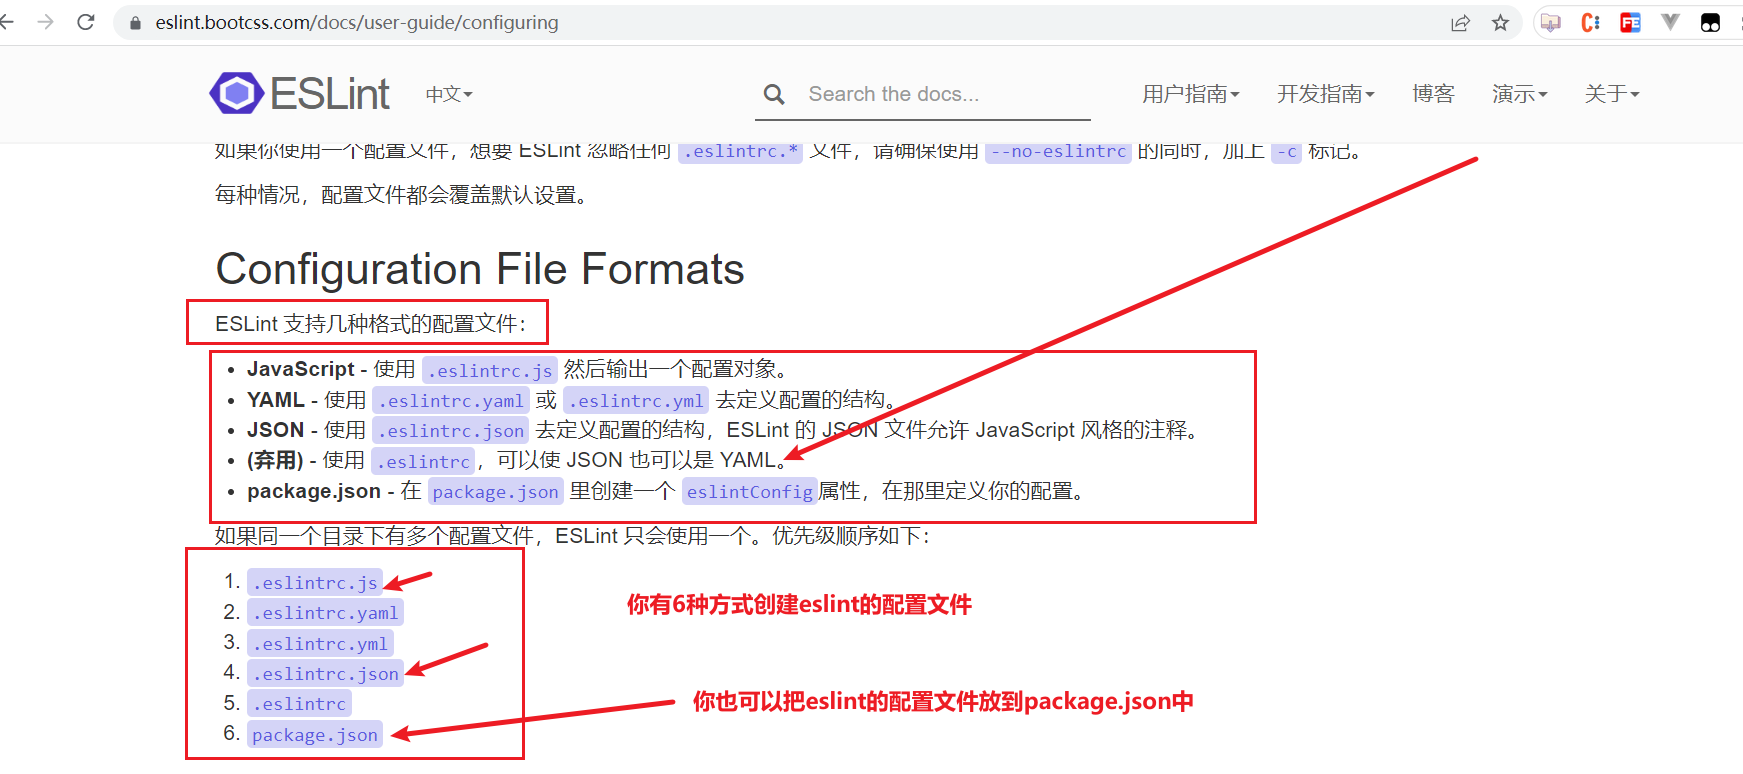 eslint.bootcss.com/docs/user-guide/configuring
ESLint 中文 Search the docs... 用户指南 开发指南 博客 演示 关于
如果你使用一个配置文件，想要 ESLint 忽略任何 .eslintrc.* 文件，请确保使用 --no-eslintrc 的同时，加上 -c 标记。
每种情况，配置文件都会覆盖默认设置。
Configuration File Formats
ESLint 支持几种格式的配置文件：
• JavaScript - 使用 .eslintrc.js 然后输出一个配置对象。
• YAML - 使用 .eslintrc.yaml 或 .eslintrc.yml 去定义配置的结构。
• JSON - 使用 .eslintrc.json 去定义配置的结构，ESLint 的 JSON 文件允许 JavaScript 风格的注释。
• (弃用) - 使用 .eslintrc，可以使 JSON 也可以是 YAML。
• package.json - 在 package.json 里创建一个 eslintConfig属性，在那里定义你的配置。
如果同一个目录下有多个配置文件，ESLint 只会使用一个。优先级顺序如下：
1. .eslintrc.js
你有6种方式创建eslint的配置文件
2. .eslintrc.yaml
3. .eslintrc.yml
4. .eslintrc.json
5. .eslintrc
你也可以把eslint的配置文件放到package.json中
6. package.json